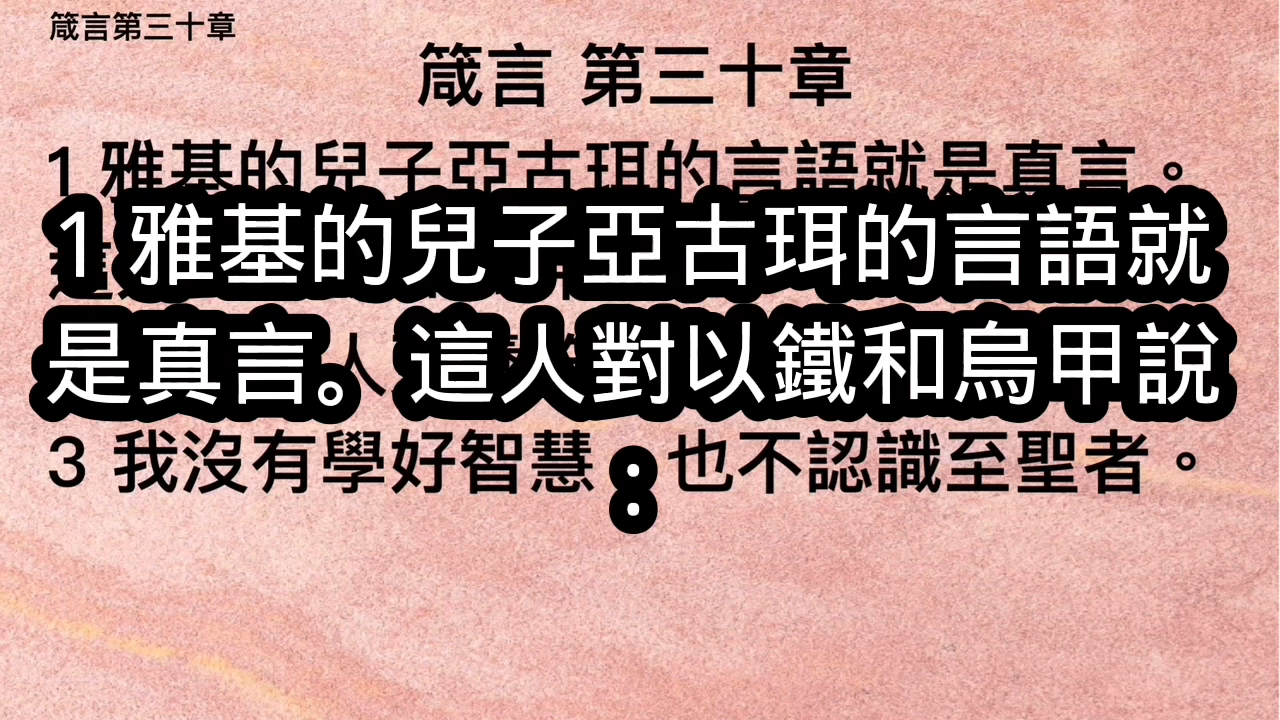 箴言第三十章
箴言 第三十章
1 雅基的兒子亞古珥的言語就是真言。
1 雅基的兒子亞古珥的言語就
是真言。這人對以鐵和烏甲說
:
3 我沒有學好智慧 也不認識至聖者。